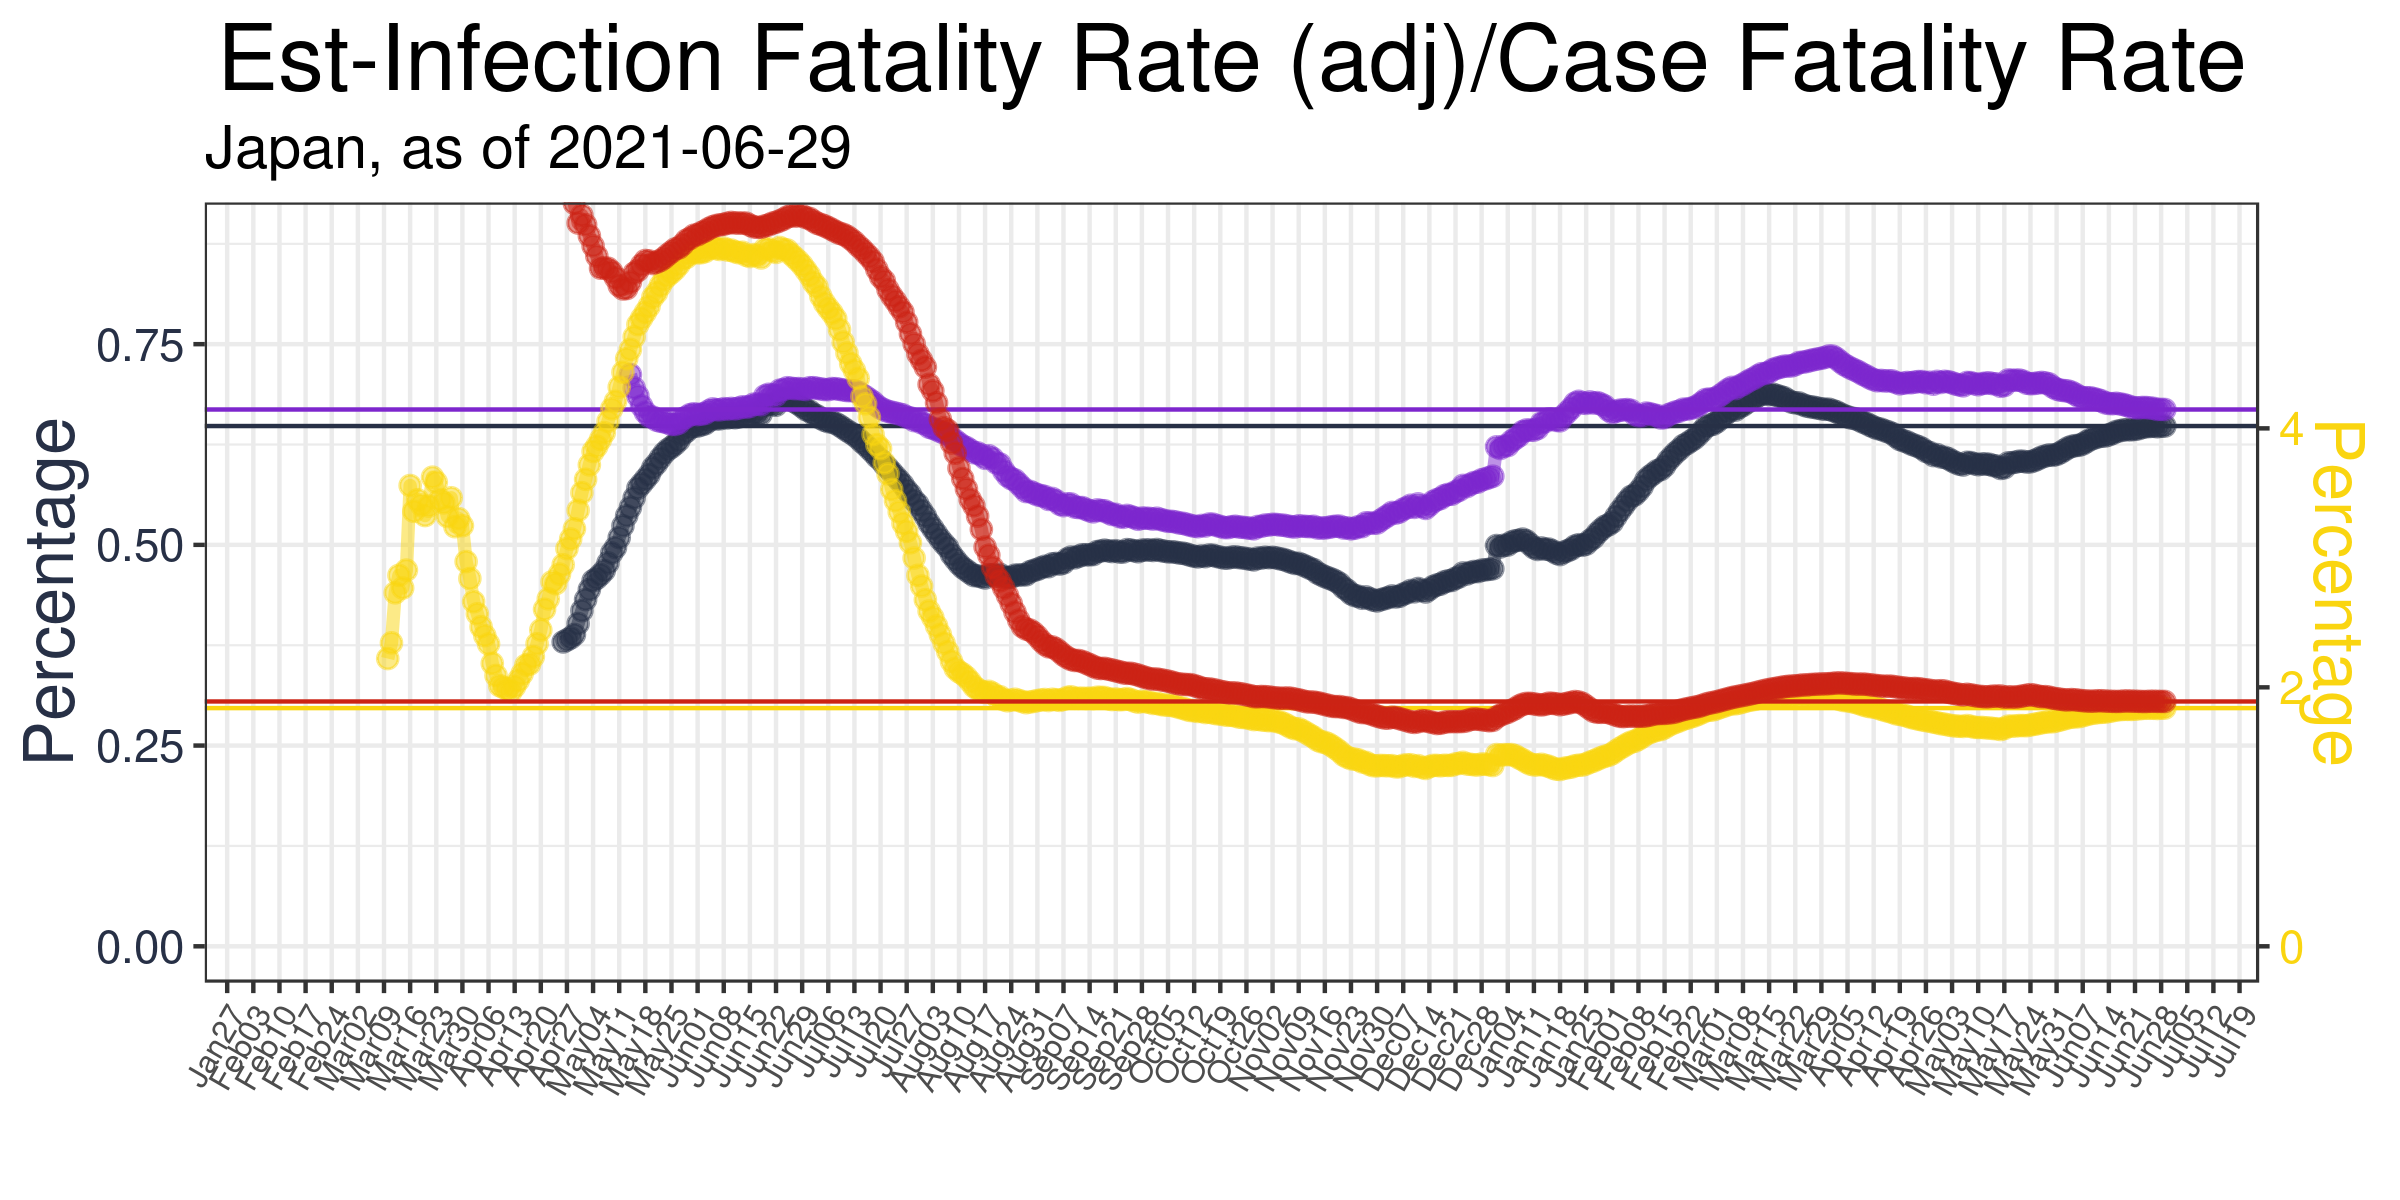 Est-Infection Fatality Rate (adj)/Case Fatality Rate
Japan, as of 2021-06-29
Percentage
0.75
0.50
0.25
0.00
4
2
0
Percentage
Jan27
Feb03
Feb10
Feb17
Feb24
Mar02
Mar09
Mar16
Mar23
Mar30
Apr06
Apr13
Apr20
Apr27
May04
May11
May18
May25
Jun01
Jun08
Jun15
Jun22
Jun29
Jul06
Jul13
Jul20
Jul27
Aug03
Aug10
Aug17
Aug24
Aug31
Sep07
Sep14
Sep21
Sep28
Oct05
Oct12
Oct19
Oct26
Nov02
Nov09
Nov16
Nov23
Nov30
Dec07
Dec14
Dec21
Dec28
Jan04
Jan11
Jan18
Jan25
Feb01
Feb08
Feb15
Feb22
Mar01
Mar08
Mar15
Mar22
Mar29
Apr05
Apr12
Apr19
Apr26
May03
May10
May17
May24
May31
Jun07
Jun14
Jun21
Jun28
Jul05
Jul12
Jul19